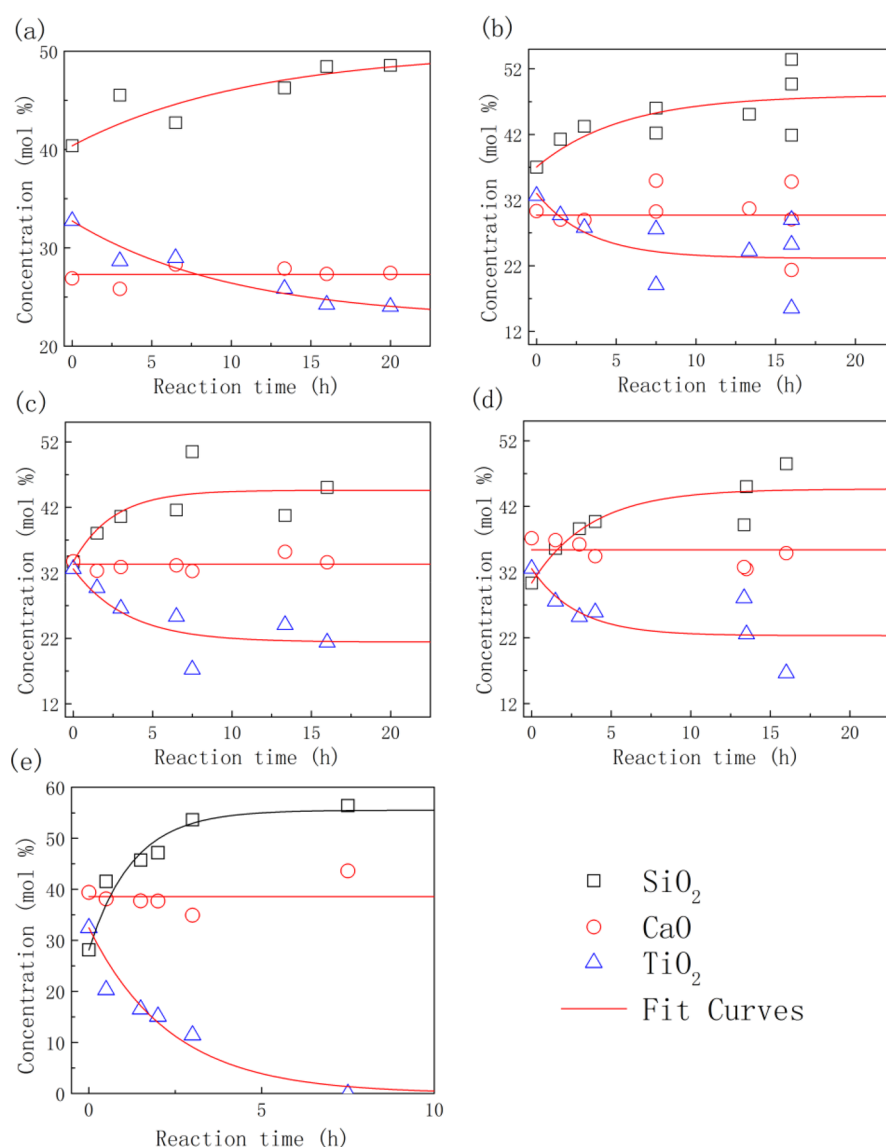 (a)
50
40
30
20
Concentration (mol %)
0 5 10 15 20
Reaction time (h)
(b)
52
42
32
22
12
Concentration (mol %)
0 5 10 15 20
Reaction time (h)
(c)
52
42
32
22
12
Concentration (mol %)
0 5 10 15 20
Reaction time (h)
(d)
52
42
32
22
12
Concentration (mol %)
0 5 10 15 20
Reaction time (h)
(e)
60
50
40
30
20
10
0
Concentration (mol %)
0 5 10
Reaction time (h)
SiO₂
CaO
TiO₂
Fit Curves